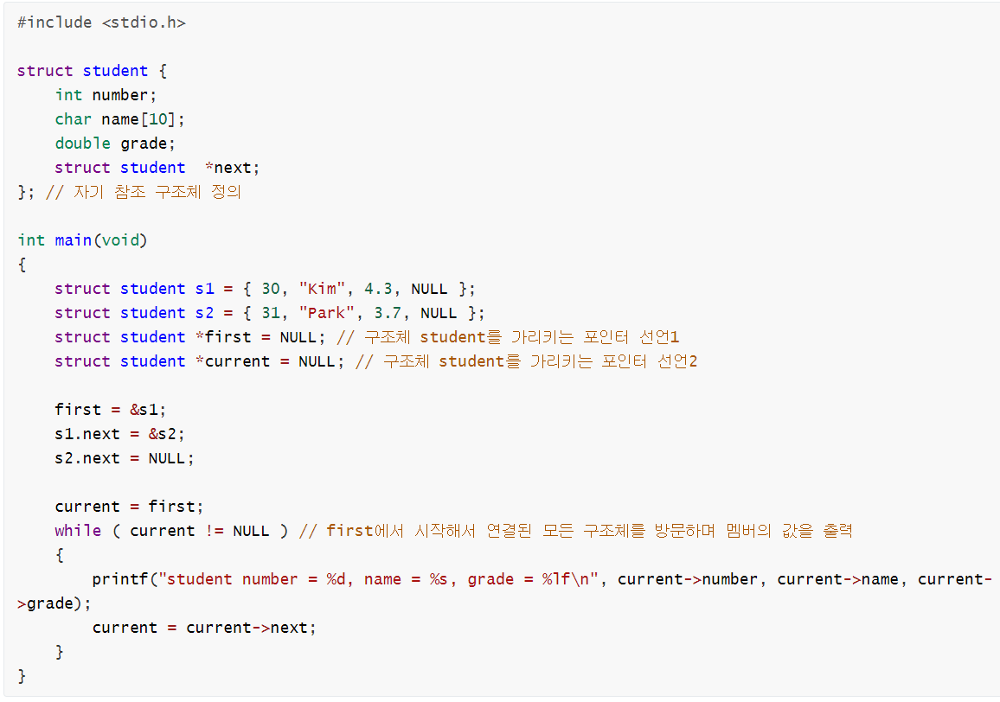 #include <stdio.h>

struct student {
    int number;
    char name[10];
    double grade;
    struct student  *next;
}; // 자기 참조 구조체 정의

int main(void)
{
    struct student s1 = { 30, "Kim", 4.3, NULL };
    struct student s2 = { 31, "Park", 3.7, NULL };
    struct student *first = NULL; // 구조체 student를 가리키는 포인터 선언1
    struct student *current = NULL; // 구조체 student를 가리키는 포인터 선언2

    first = &s1;
    s1.next = &s2;
    s2.next = NULL;

    current = first;
    while ( current != NULL ) // first에서 시작해서 연결된 모든 구조체를 방문하며 멤버의 값을 출력
    {
        printf("student number = %d, name = %s, grade = %lf\n", current->number, current->name, current-
>grade);
        current = current->next;
    }
}